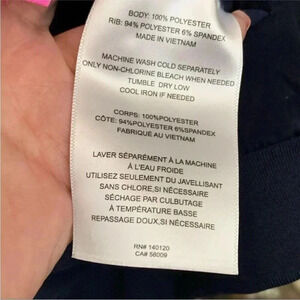 BODY: 100% POLYESTER
RIB: 94% POLYESTER 6% SPANDEX
MADE IN VIETNAM
MACHINE WASH COLD SEPARATELY
ONLY NON-CHLORINE BLEACH WHEN NEEDED
TUMBLE DRY LOW
COOL IRON IF NEEDED
CORPS: 100%POLYESTER
CÔTE: 94%POLYESTER 6%SPANDEX
FABRIQUÉ AU VIETNAM
LAVER SÉPARÉMENT À LA MACHINE
À L'EAU FROIDE
UTILISEZ SEULEMENT DU JAVELLISANT
SANS CHLORE,SI NÉCESSAIRE
SÉCHAGE PAR CULBUTAGE
À TEMPÉRATURE BASSE
REPASSAGE DOUX,SI NÉCESSAIRE
RN# 140120
CA# 56009